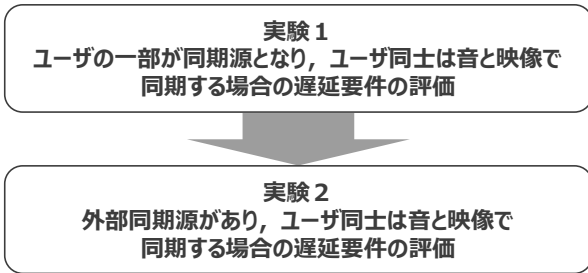 実験１
ユーザの一部が同期源となり，ユーザ同士は音と映像で
同期する場合の遅延要件の評価
実験２
外部同期源があり，ユーザ同士は音と映像で
同期する場合の遅延要件の評価